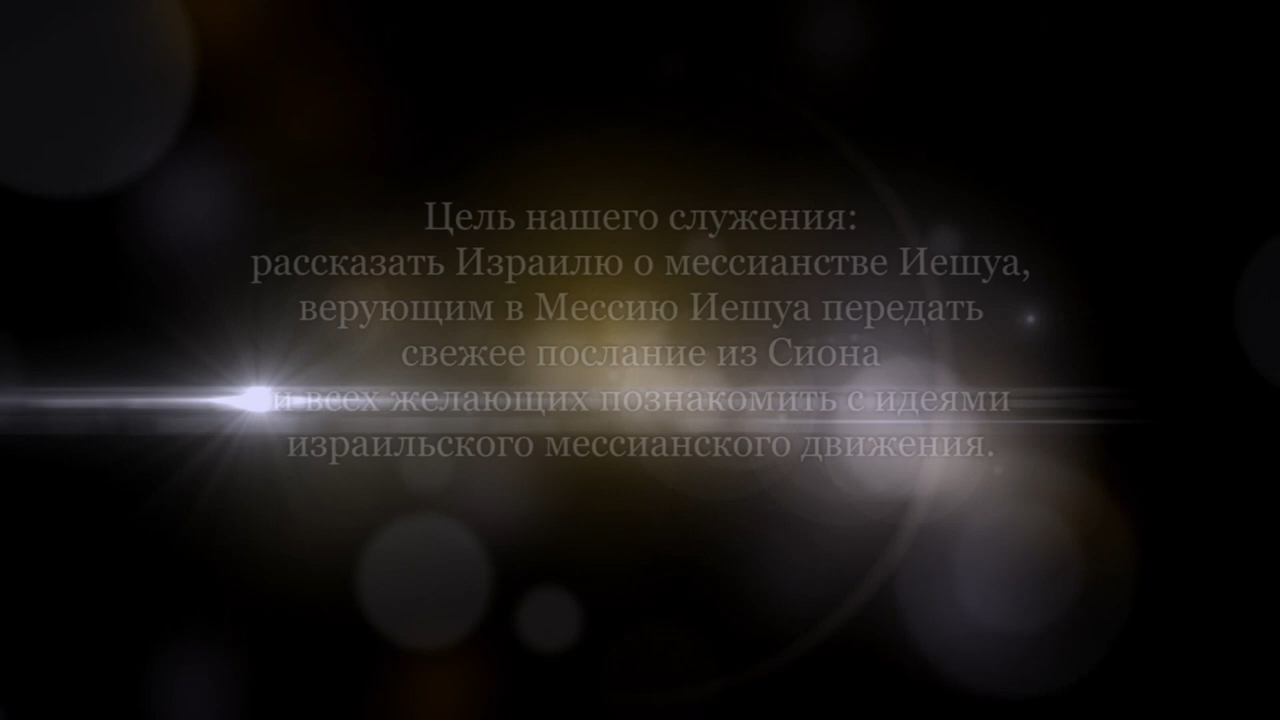 Цель нашего служения:
рассказать Израилю о мессианстве Иешуа,
верующим в Мессию Иешуа передать
свежее послание из Сиона
и всех желающих познакомить с идеями
израильского мессианского движения.